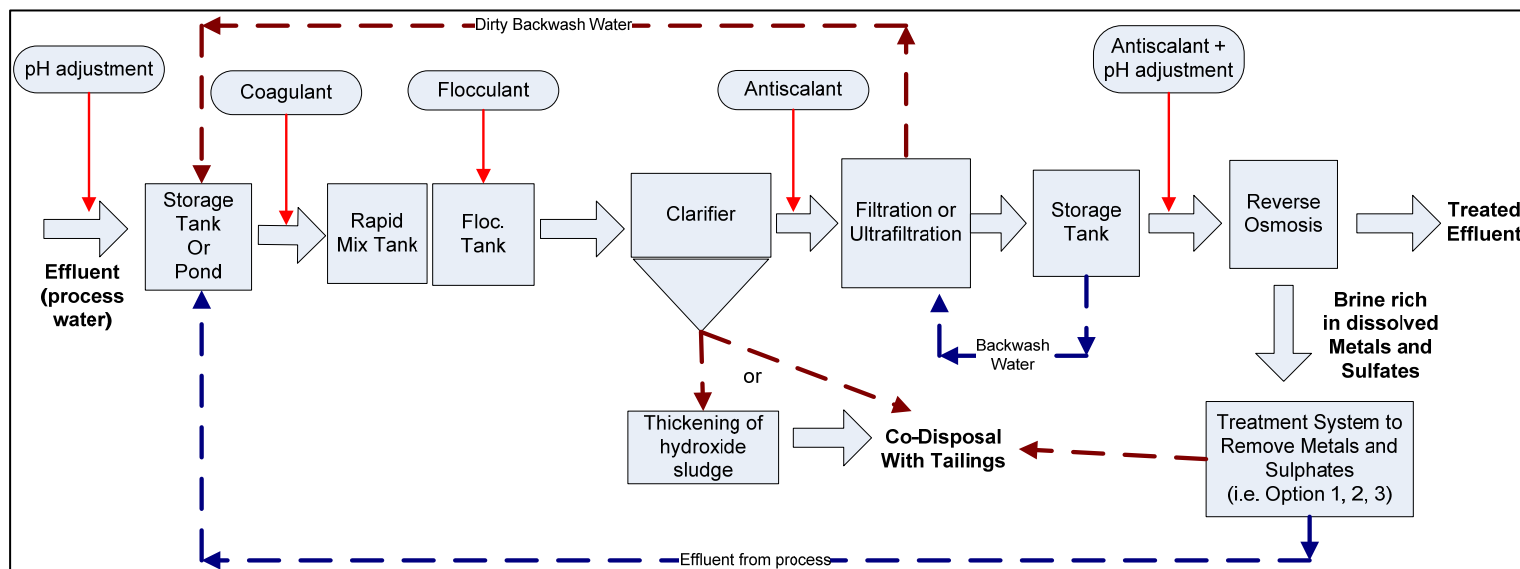 Dirty Backwash Water
pH adjustment
Coagulant
Flocculant
Antiscalant
Antiscalant +
pH adjustment
Storage
Tank
Or
Pond
Rapid
Mix Tank
Floc.
Tank
Clarifier
Filtration or
Ultrafiltration
Storage
Tank
Reverse
Osmosis
Treated
Effluent
Effluent
(process
water)
Backwash
Water
Brine rich
in dissolved
Metals and
Sulfates
or
Thickening of
hydroxide
sludge
Co-Disposal
With Tailings
Treatment System to
Remove Metals and
Sulphates
(i.e. Option 1, 2, 3)
Effluent from process